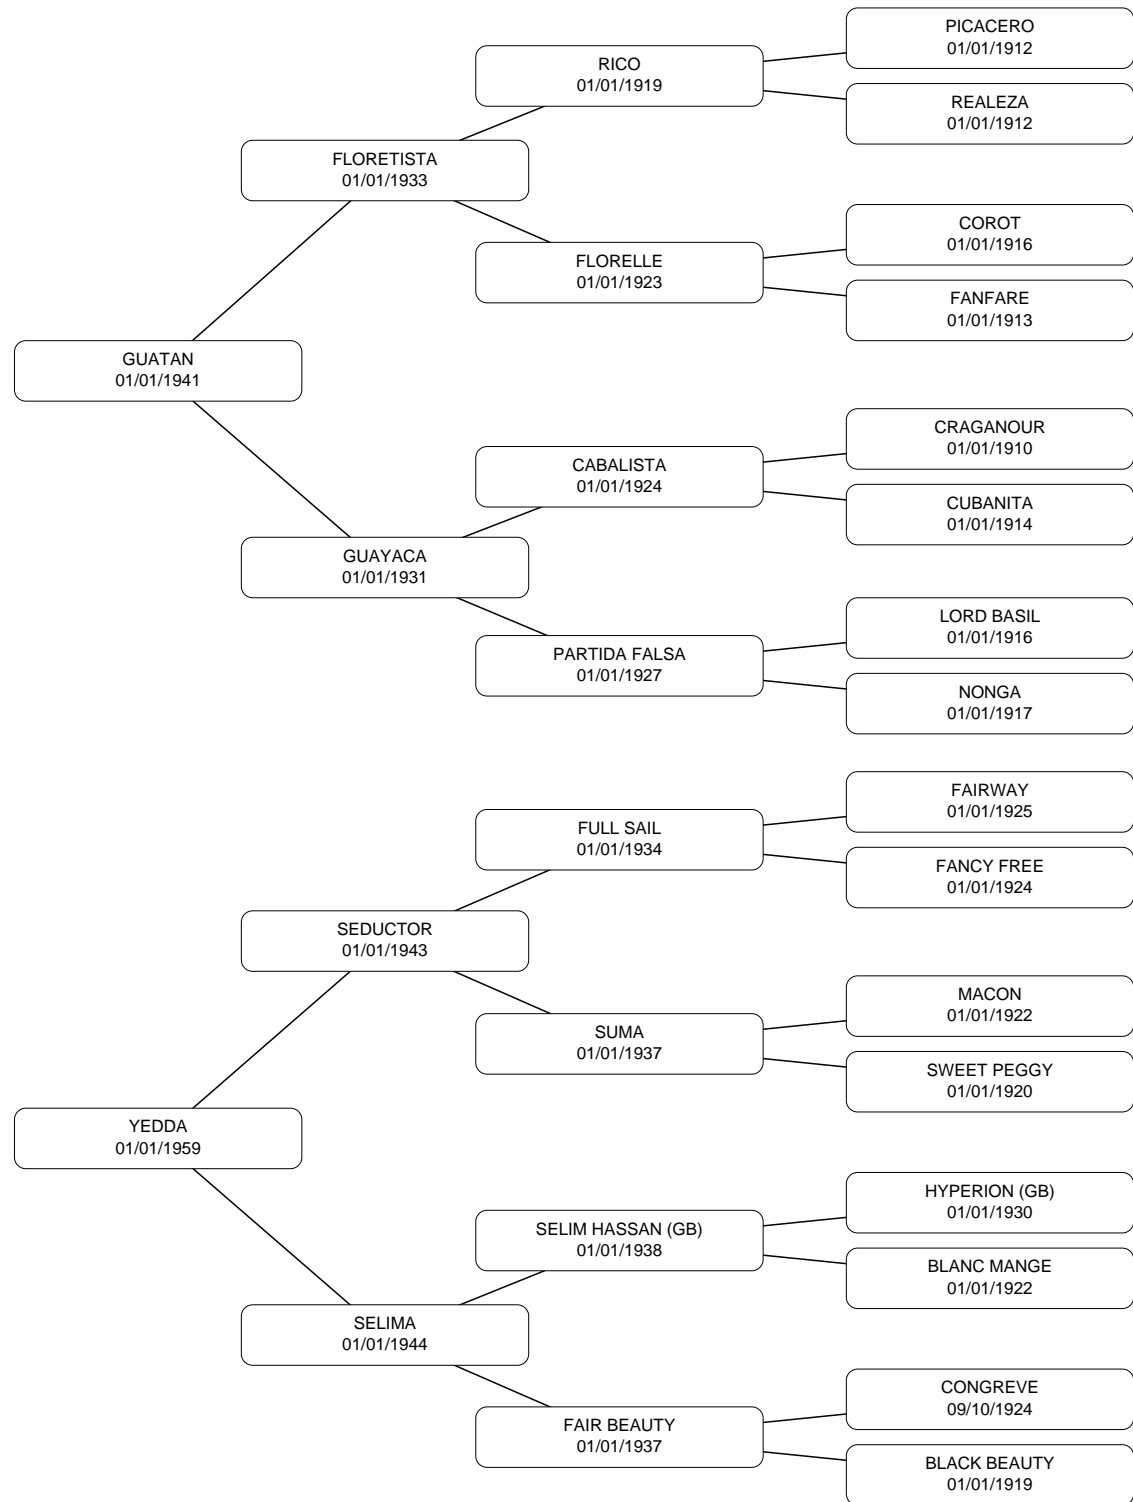 PICACERO
01/01/1912
RICO
01/01/1919
REALEZA
01/01/1912
FLORETISTA
01/01/1933
COROT
01/01/1916
FLORELLE
01/01/1923
FANFARE
01/01/1913
GUATAN
01/01/1941
CRAGANOUR
01/01/1910
CABALISTA
01/01/1924
CUBANITA
01/01/1914
GUAYACA
01/01/1931
LORD BASIL
01/01/1916
PARTIDA FALSA
01/01/1927
NONGA
01/01/1917
FAIRWAY
01/01/1925
FULL SAIL
01/01/1934
FANCY FREE
01/01/1924
SEDUCTOR
01/01/1943
MACON
01/01/1922
SUMA
01/01/1937
SWEET PEGGY
01/01/1920
YEDDA
01/01/1959
HYPERION (GB)
01/01/1930
SELIM HASSAN (GB)
01/01/1938
BLANC MANGE
01/01/1922
SELIMA
01/01/1944
CONGREVE
09/10/1924
FAIR BEAUTY
01/01/1937
BLACK BEAUTY
01/01/1919